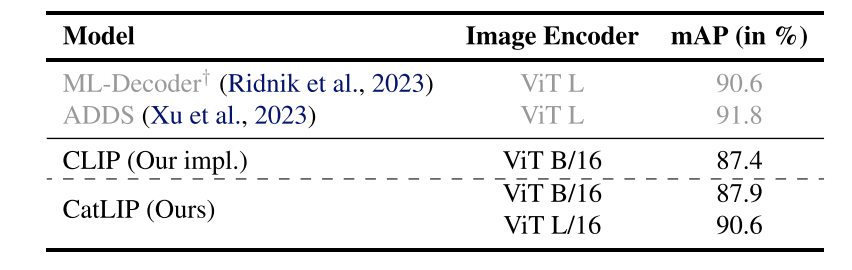 Model Image Encoder mAP (in %)
ML-Decoder† (Ridnik et al., 2023) ViT L 90.6
ADDS (Xu et al., 2023) ViT L 91.8
CLIP (Our impl.) ViT B/16 87.4
CatLIP (Ours) ViT B/16 87.9
ViT L/16 90.6